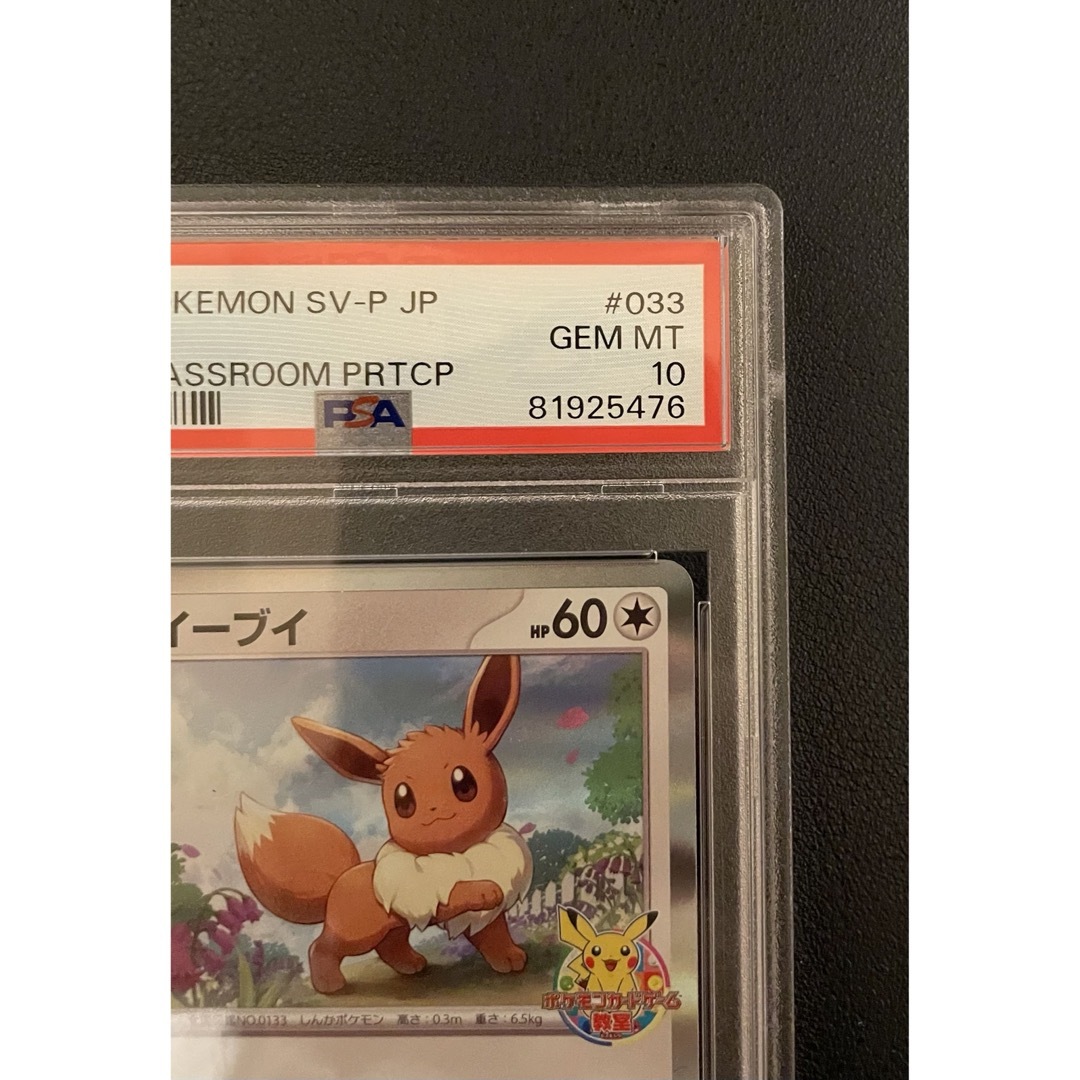 KEMON SV-P JP #033
GEM MT
ASSROOM PRTCP 10
81925476
PSA
イーブイ HP 60
NO.0133 しんかポケモン 高さ:0.3m 重さ:6.5kg
ポケモンカードゲーム
教室